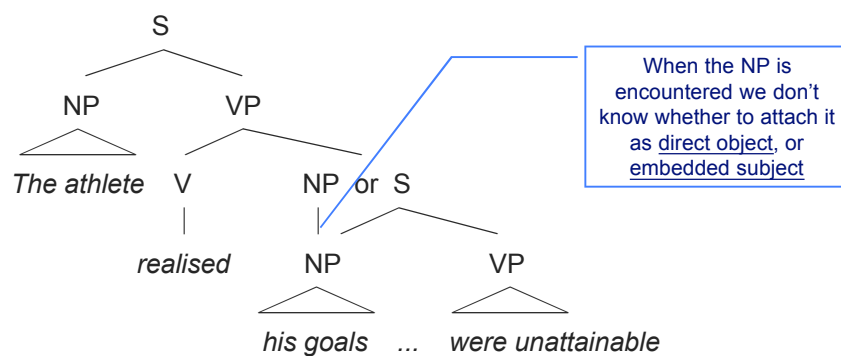 S
When the NP is
encountered we don't
know whether to attach it
as direct object, or
embedded subject
NP VP
The athlete V NP or S
realised NP VP
his goals ... were unattainable